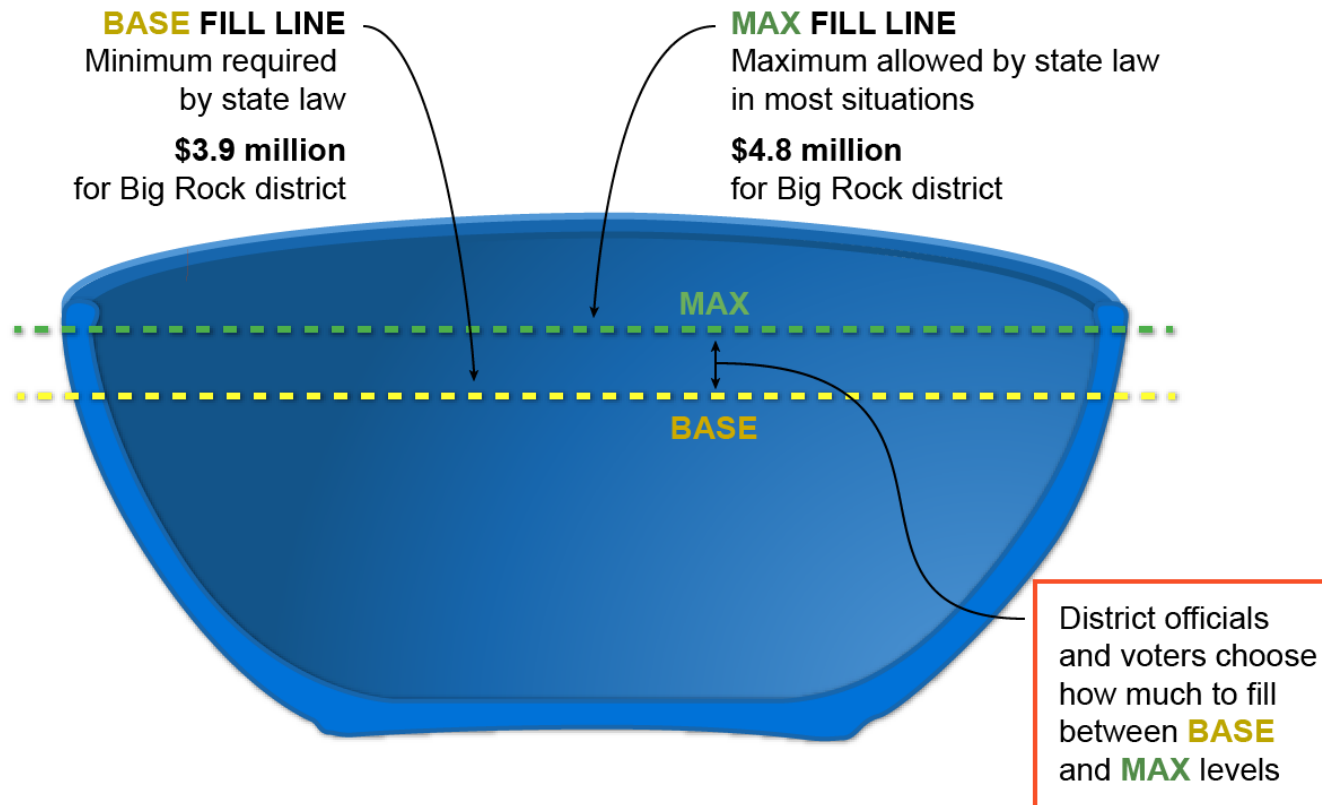 BASE FILL LINE
Minimum required
by state law
$3.9 million
for Big Rock district
MAX FILL LINE
Maximum allowed by state law
in most situations
$4.8 million
for Big Rock district
MAX
BASE
District officials
and voters choose
how much to fill
between BASE
and MAX levels